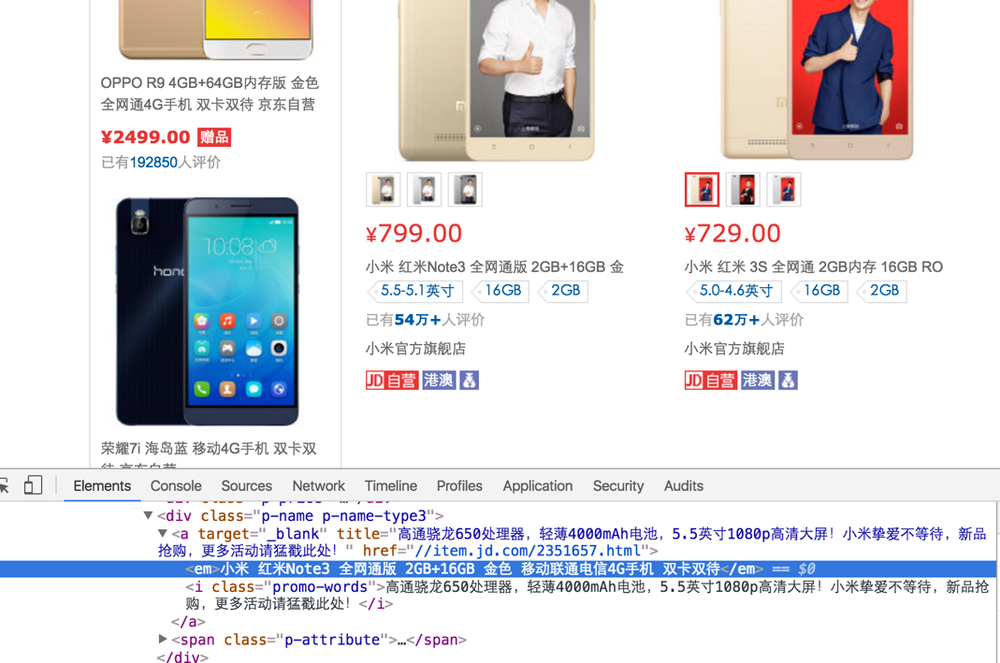 OPPO R9 4GB+64GB内存版 金色
全网通4G手机 双卡双待 京东自营
¥2499.00 赠品
已有192850人评价
10:08
honor
荣耀7i 海岛蓝 移动4G手机 双卡双
待 京东自营
¥799.00
小米 红米Note3 全网通版 2GB+16GB 金
5.5-5.1英寸 16GB 2GB
已有54万+人评价
小米官方旗舰店
JD自营 港澳
¥729.00
小米 红米 3S 全网通 2GB内存 16GB RO
5.0-4.6英寸 16GB 2GB
已有62万+人评价
小米官方旗舰店
JD自营 港澳
Elements Console Sources Network Timeline Profiles Application Security Audits
▼<div class="p-name p-name-type3">
▼<a target="_blank" title="高通骁龙650处理器，轻薄4000mAh电池，5.5英寸1080p高清大屏！小米挚爱不等待，新品
抢购，更多活动请猛戳此处！" href="//item.jd.com/2351657.html">
<em>小米 红米Note3 全网通版 2GB+16GB 金色 移动联通电信4G手机 双卡双待</em> == $0
<i class="promo-words">高通骁龙650处理器，轻薄4000mAh电池，5.5英寸1080p高清大屏！小米挚爱不等待，新品抢
购，更多活动请猛戳此处！</i>
</a>
▶<span class="p-attribute">…</span>
</div>